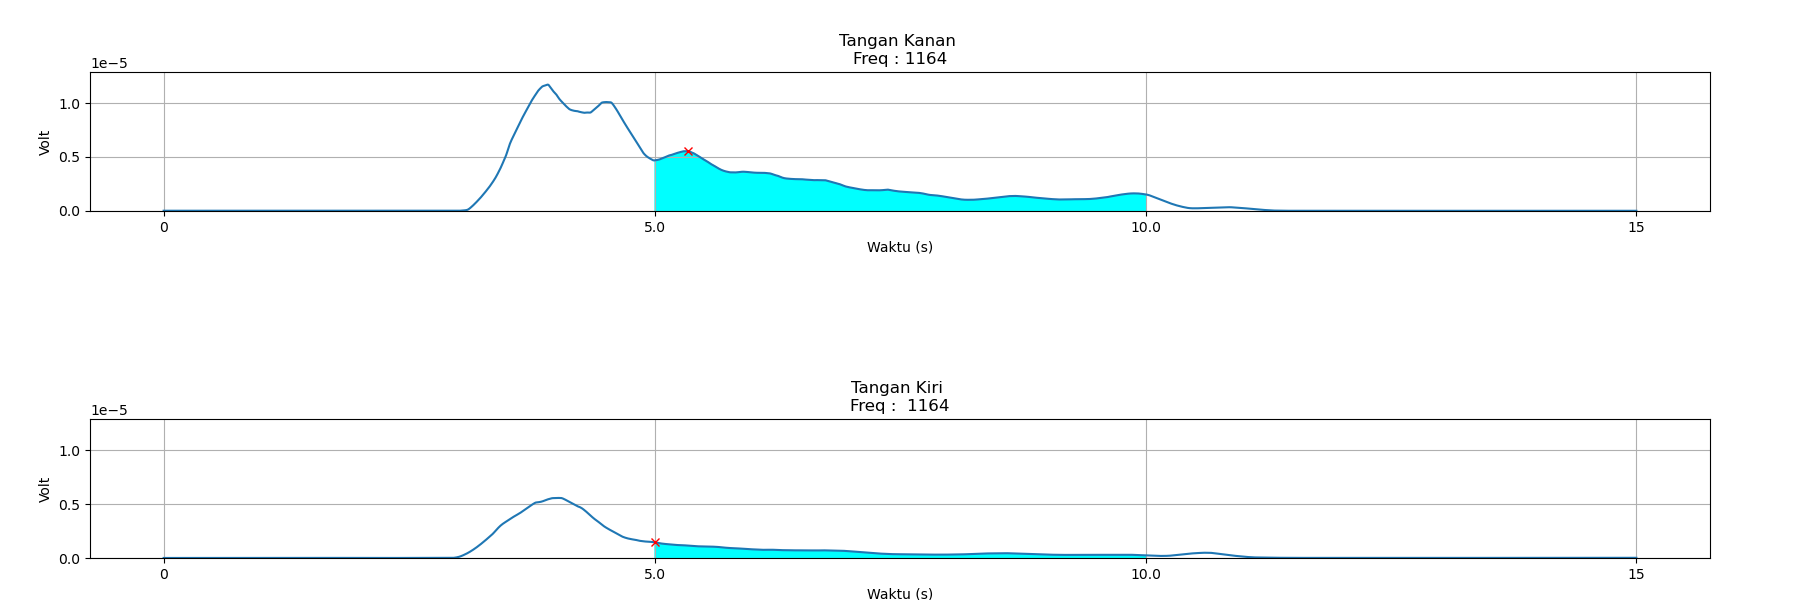 Tangan Kanan
Freq : 1164
1e−5
1.0
0.5
0.0
Volt
0
5.0
10.0
15
Waktu (s)
Tangan Kiri
Freq :  1164
1e−5
1.0
0.5
0.0
Volt
0
5.0
10.0
15
Waktu (s)